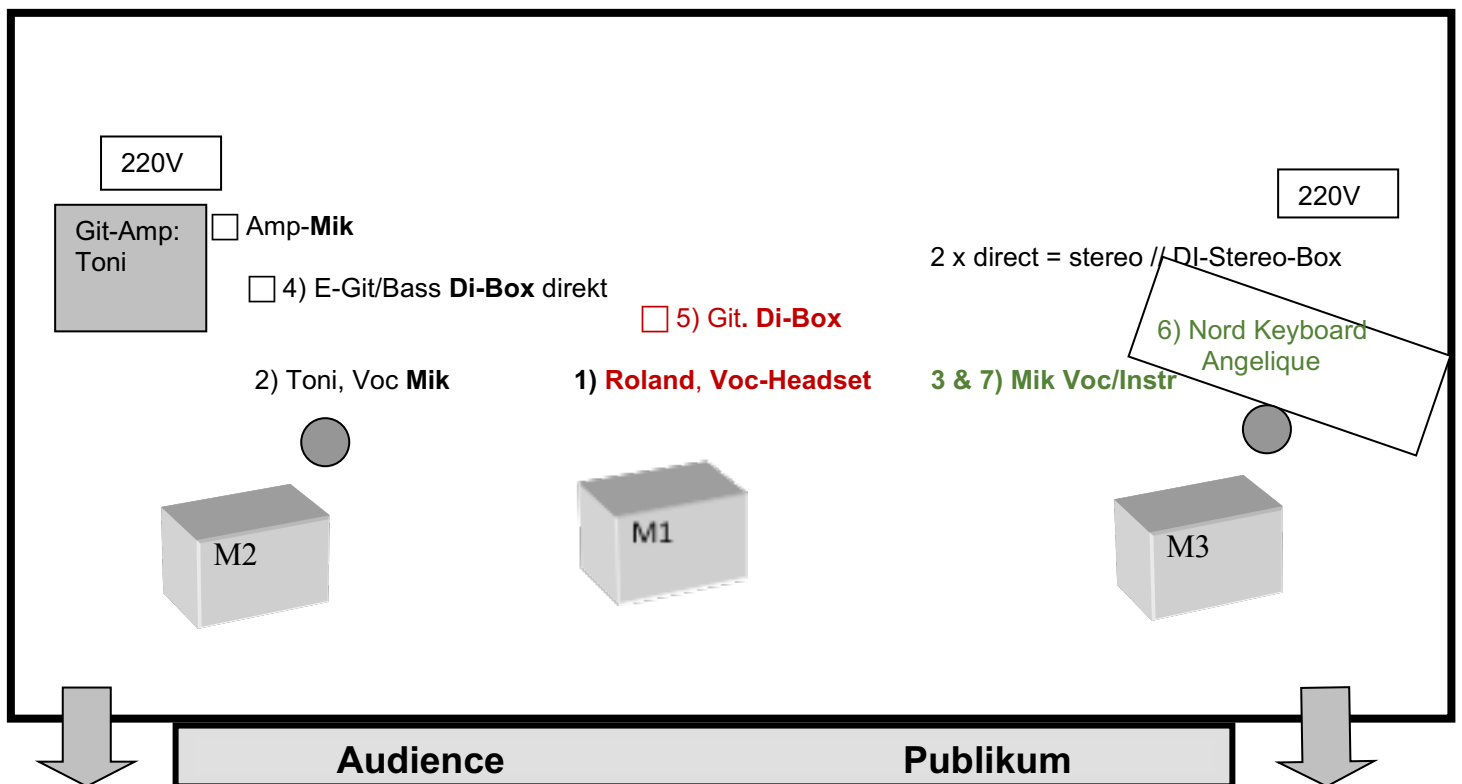 220V
220V
Git-Amp:
Toni
Amp-Mik
2 x direct = stereo // DI-Stereo-Box
4) E-Git/Bass Di-Box direkt
5) Git. Di-Box
6) Nord Keyboard
Angelique
2) Toni, Voc Mik
1) Roland, Voc-Headset
3 & 7) Mik Voc/Instr
M2
M1
M3
Audience Publikum